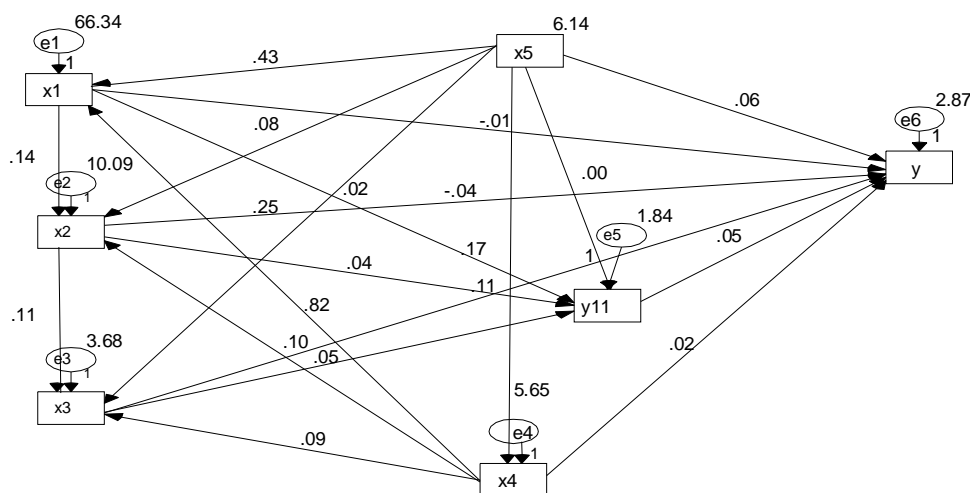 66.34
6.14
e1
1
x5
.43
x1
.06
2.87
e6
1
-.01
.08
.14
10.09
e2
1
.02
-.04
.00
y
.25
x2
1.84
e5
.05
.17
1
.04
.11
y11
.82
.11
3.68
.10
.02
e3
1
.05
x3
5.65
.09
e4
1
x4